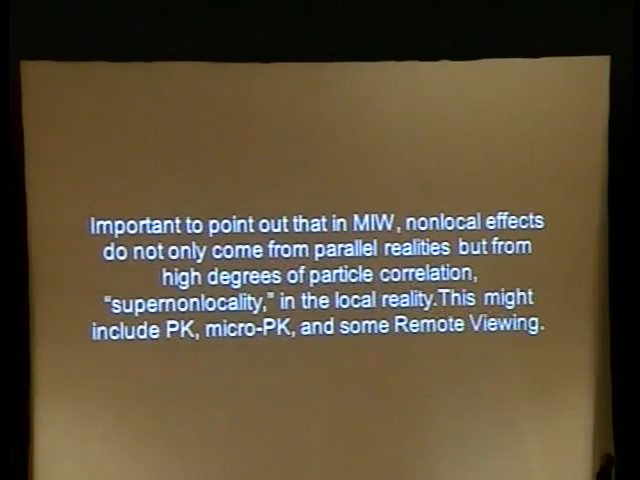 Important to point out that in MIW, nonlocal effects
do not only come from parallel realities but from
high degrees of particle correlation,
“supernonlocality,” in the local reality.This might
include PK, micro-PK, and some Remote Viewing.